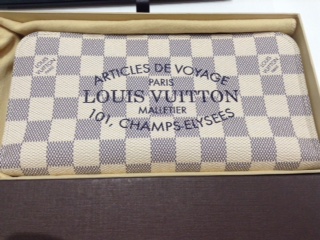 ARTICLES DE VOYAGE
PARIS
LOUIS VUITTON
MALLETIER
101, CHAMPS-ELYSEES